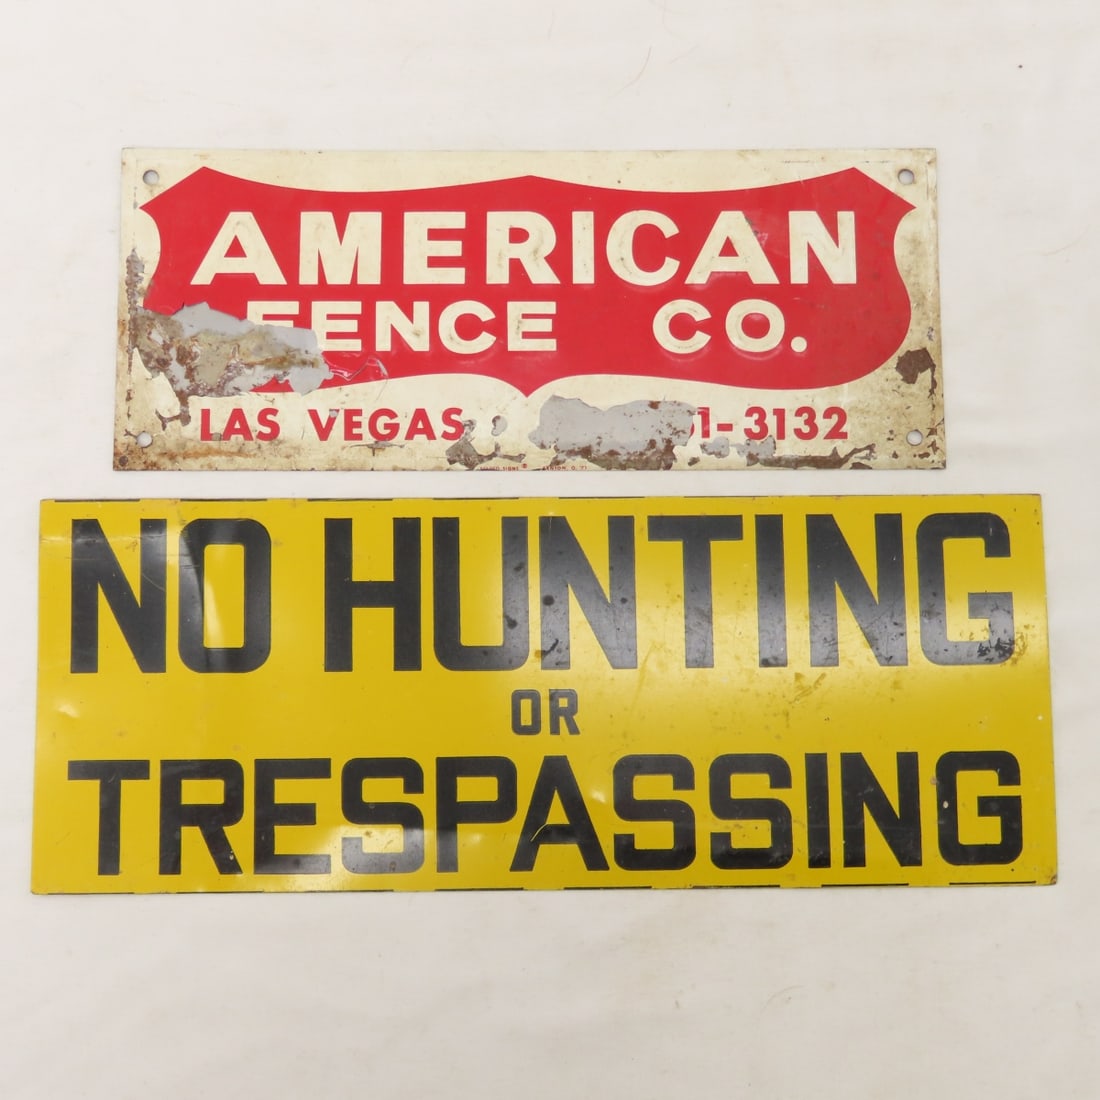 AMERICAN
FENCE CO.
LAS VEGAS 1-3132
NO HUNTING
OR
TRESPASSING